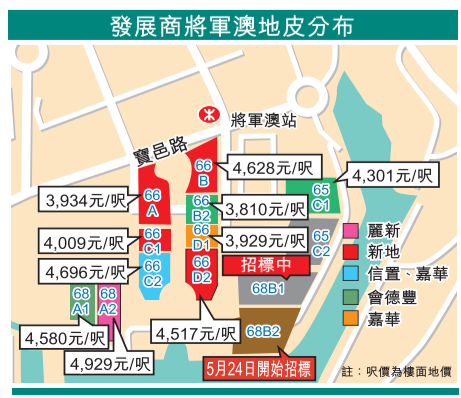 發展商將軍澳地皮分布
將軍澳站
寶邑路
66
B
4,628元/呎
4,301元/呎
65
C1
66
A
3,934元/呎
66
B2
3,810元/呎
66
C1
4,009元/呎
66
D1
3,929元/呎
65
C2
麗新
新地
信置、嘉華
會德豐
嘉華
66
C2
4,696元/呎
66
D2
招標中
68B1
68
A1
68
A2
4,580元/呎
4,517元/呎
68B2
4,929元/呎
5月24日開始招標
註：呎價為樓面地價